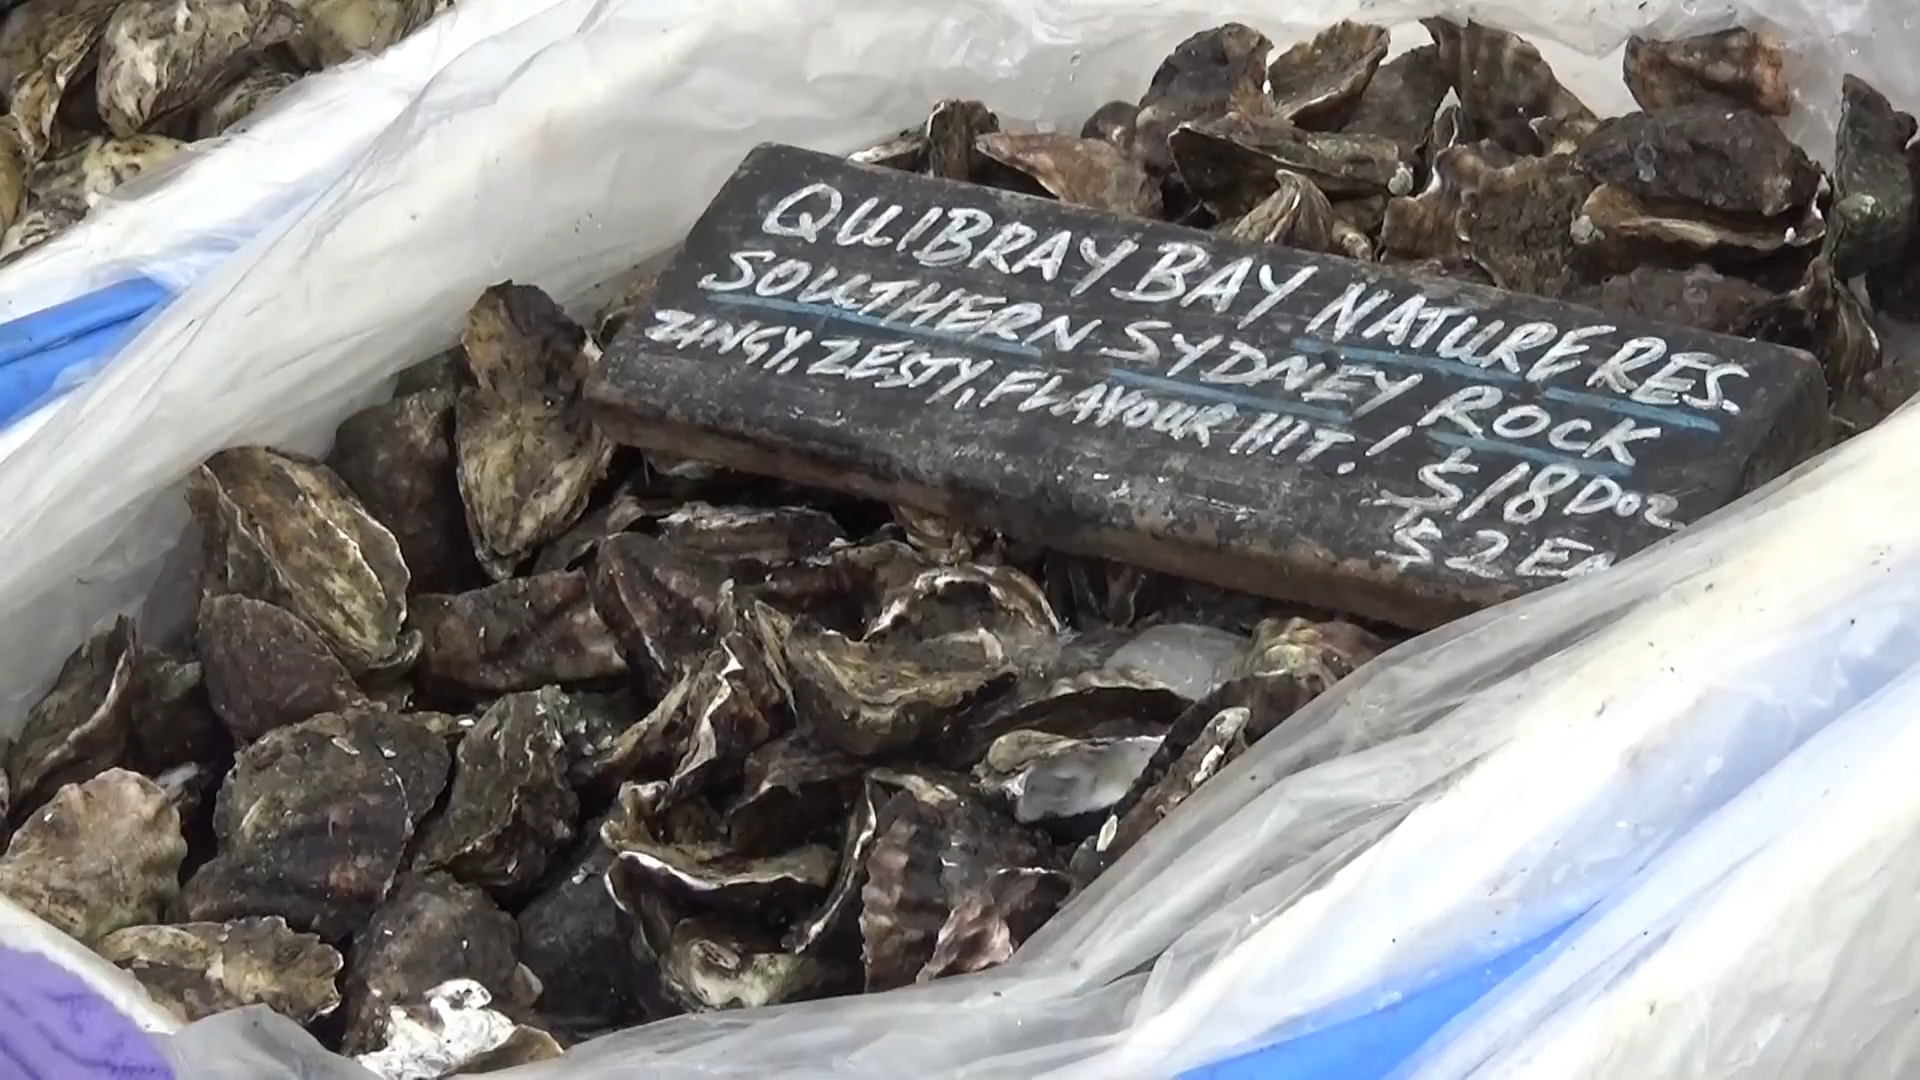 QUIBRAY BAY NATURE RES.
SOUTHERN SYDNEY ROCK
ZINGY, ZESTY, FLAVOUR HIT.! $18 DOZ
$2 EA